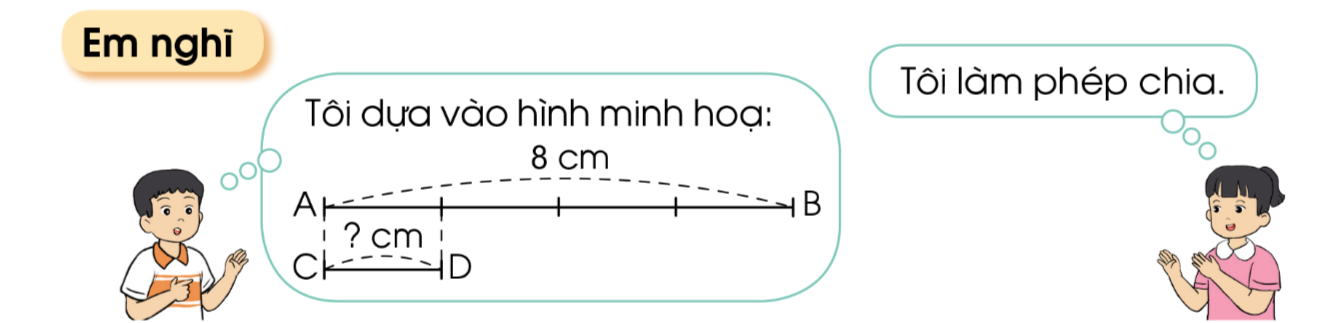 Em nghĩ
Tôi dựa vào hình minh hoạ:
8 cm
A B
? cm
C D
Tôi làm phép chia.